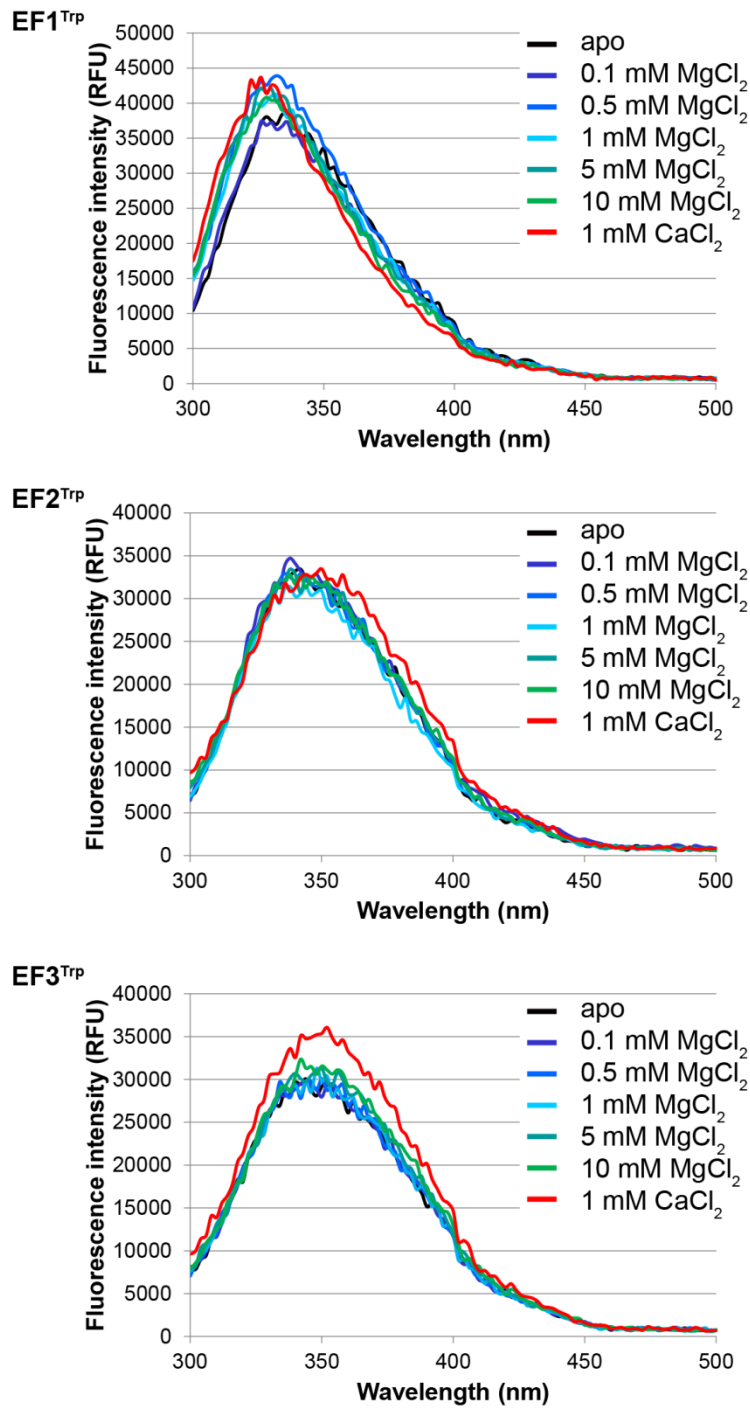 EF1Trp
Fluorescence intensity (RFU)
50000
45000
40000
35000
30000
25000
20000
15000
10000
5000
0
300
350
400
450
500
Wavelength (nm)
apo
0.1 mM MgCl2
0.5 mM MgCl2
1 mM MgCl2
5 mM MgCl2
10 mM MgCl2
1 mM CaCl2
EF2Trp
Fluorescence intensity (RFU)
40000
35000
30000
25000
20000
15000
10000
5000
0
300
350
400
450
500
Wavelength (nm)
apo
0.1 mM MgCl2
0.5 mM MgCl2
1 mM MgCl2
5 mM MgCl2
10 mM MgCl2
1 mM CaCl2
EF3Trp
Fluorescence intensity (RFU)
40000
35000
30000
25000
20000
15000
10000
5000
0
300
350
400
450
500
Wavelength (nm)
apo
0.1 mM MgCl2
0.5 mM MgCl2
1 mM MgCl2
5 mM MgCl2
10 mM MgCl2
1 mM CaCl2